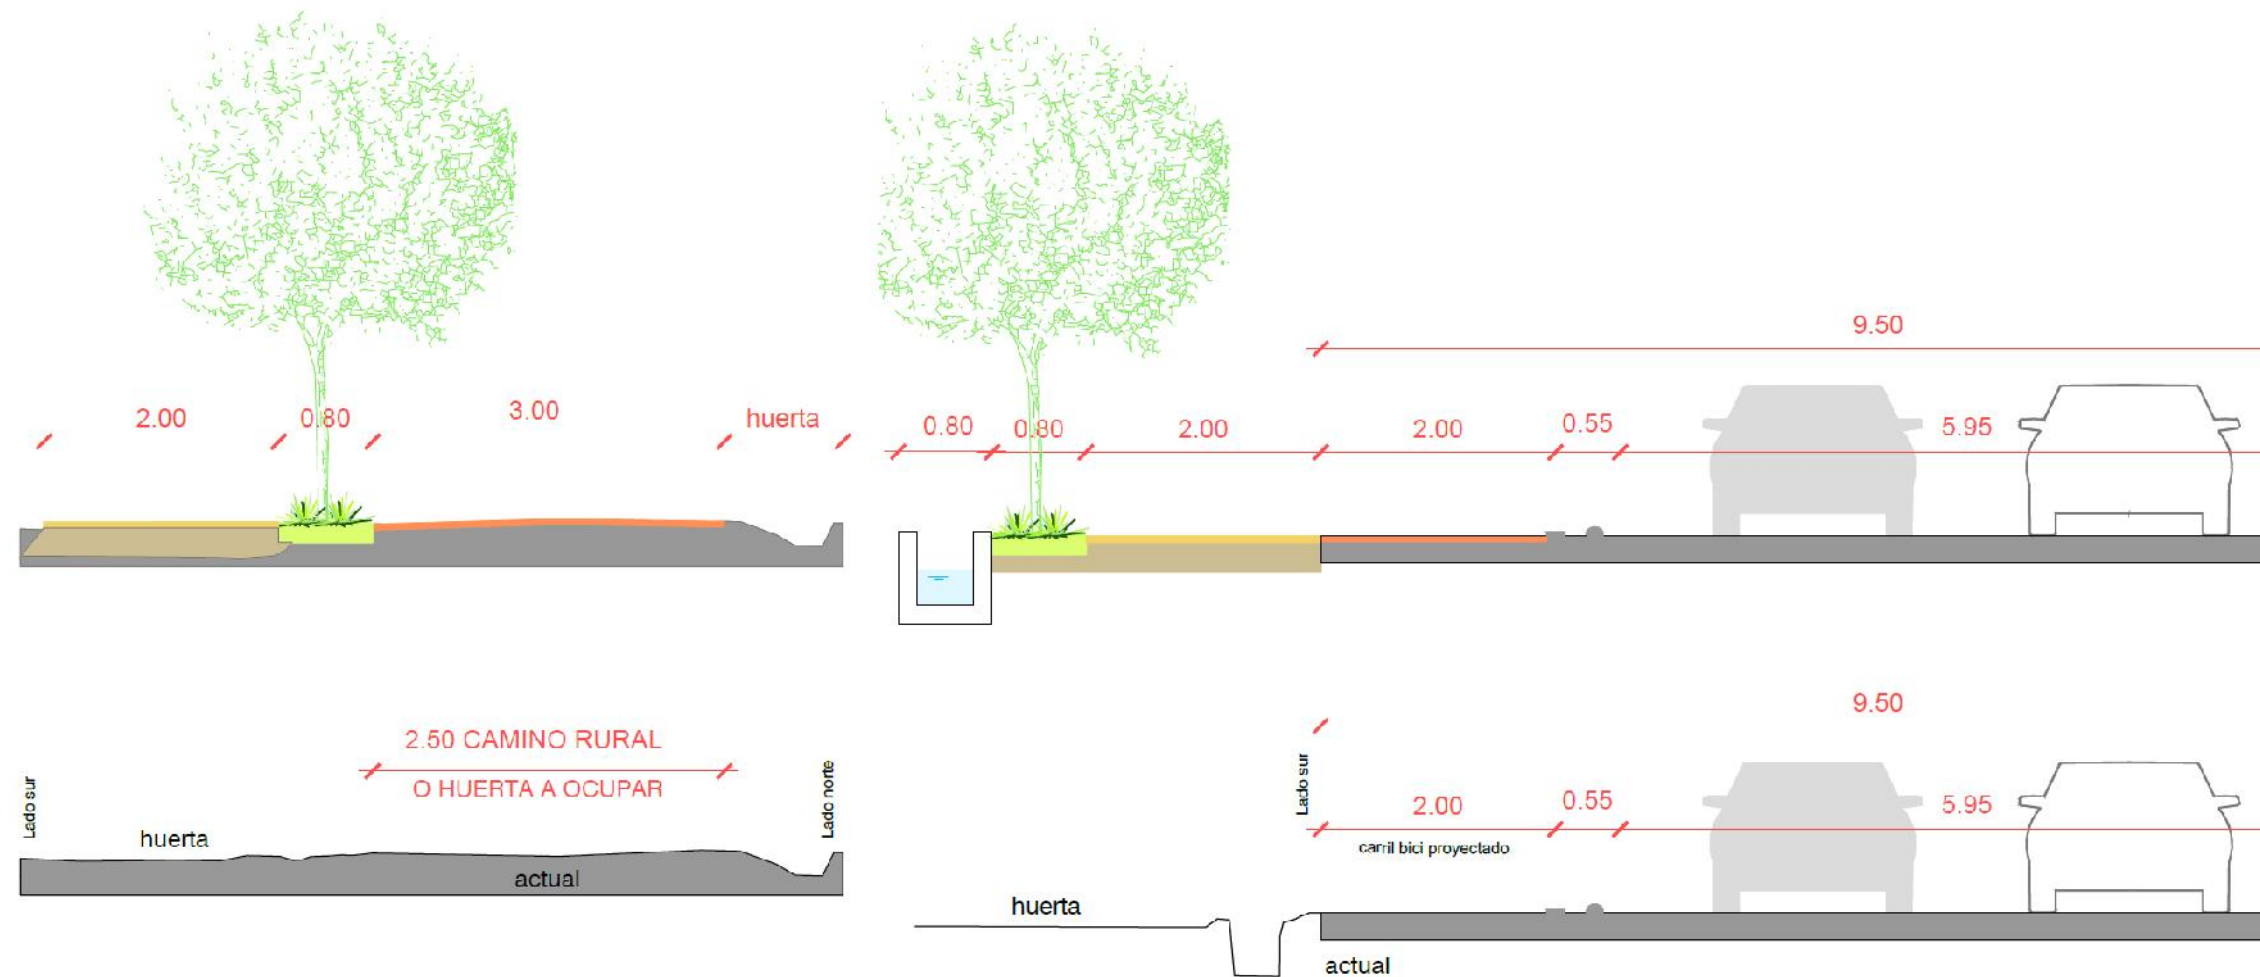 2.00
0.80
3.00
huerta
9.50
0.80
0.80
2.00
2.00
0.55
5.95
2.50 CAMINO RURAL
O HUERTA A OCUPAR
Lado sur
huerta
actual
Lado norte
9.50
Lado sur
2.00
0.55
5.95
carril bici proyectado
huerta
actual